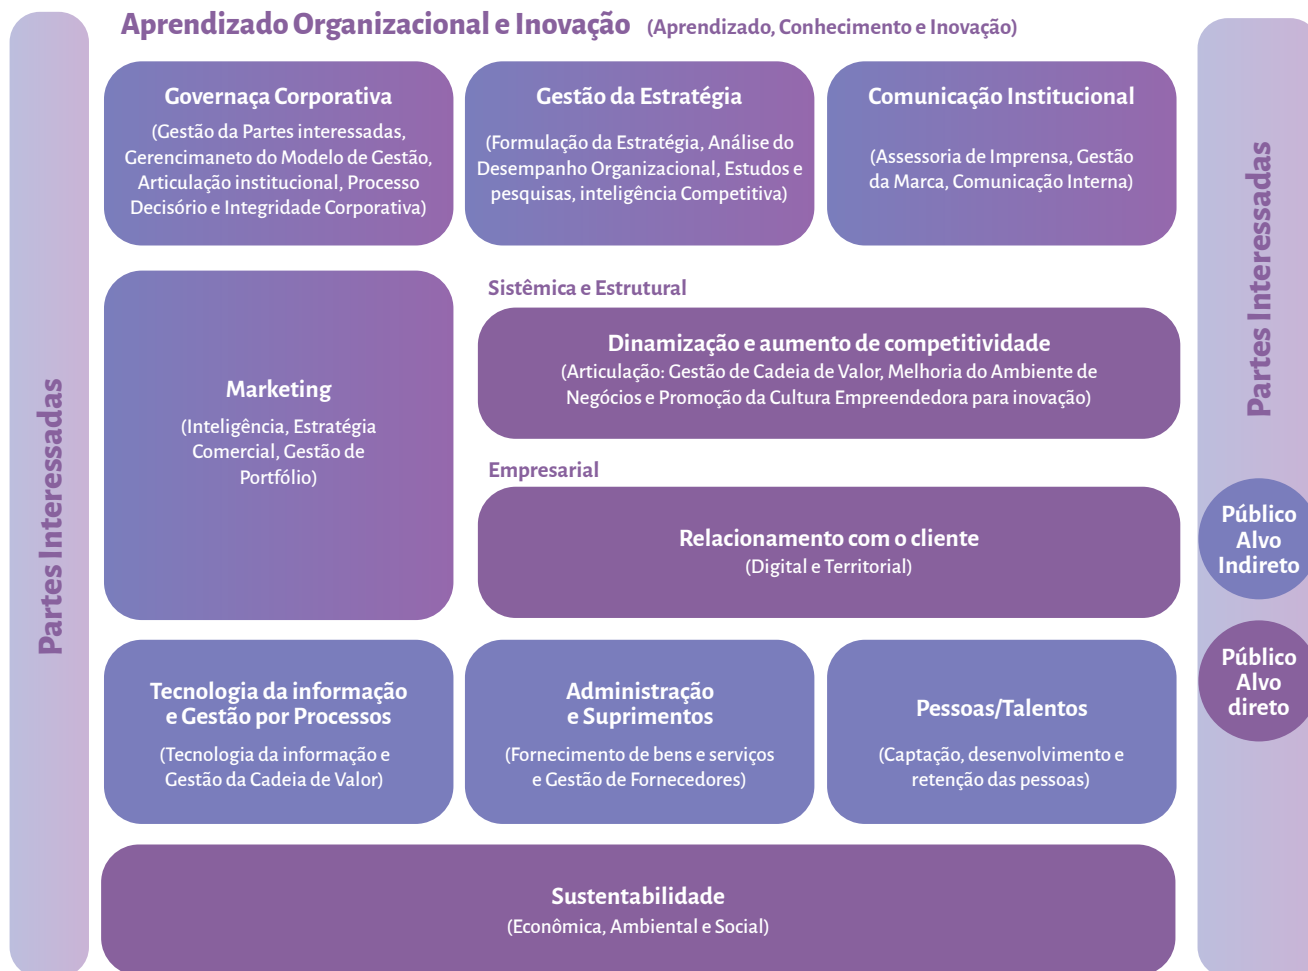 Aprendizado Organizacional e Inovação (Aprendizado, Conhecimento e Inovação)
Partes Interessadas
Governaça Corporativa
(Gestão da Partes interessadas,
Gerencimaneto do Modelo de Gestão,
Articulação institucional, Processo
Decisório e Integridade Corporativa)
Gestão da Estratégia
(Formulação da Estratégia, Análise do
Desempanho Organizacional, Estudos e
pesquisas, inteligência Competitiva)
Comunicação Institucional
(Assessoria de Imprensa, Gestão
da Marca, Comunicação Interna)
Marketing
(Inteligência, Estratégia
Comercial, Gestão de
Portfólio)
Sistêmica e Estrutural
Dinamização e aumento de competitividade
(Articulação: Gestão de Cadeia de Valor, Melhoria do Ambiente de
Negócios e Promoção da Cultura Empreendedora para inovação)
Empresarial
Relacionamento com o cliente
(Digital e Territorial)
Tecnologia da informação
e Gestão por Processos
(Tecnologia da informação e
Gestão da Cadeia de Valor)
Administração
e Suprimentos
(Fornecimento de bens e serviços
e Gestão de Fornecedores)
Pessoas/Talentos
(Captação, desenvolvimento e
retenção das pessoas)
Sustentabilidade
(Econômica, Ambiental e Social)
Partes Interessadas
Público
Alvo
Indireto
Público
Alvo
direto